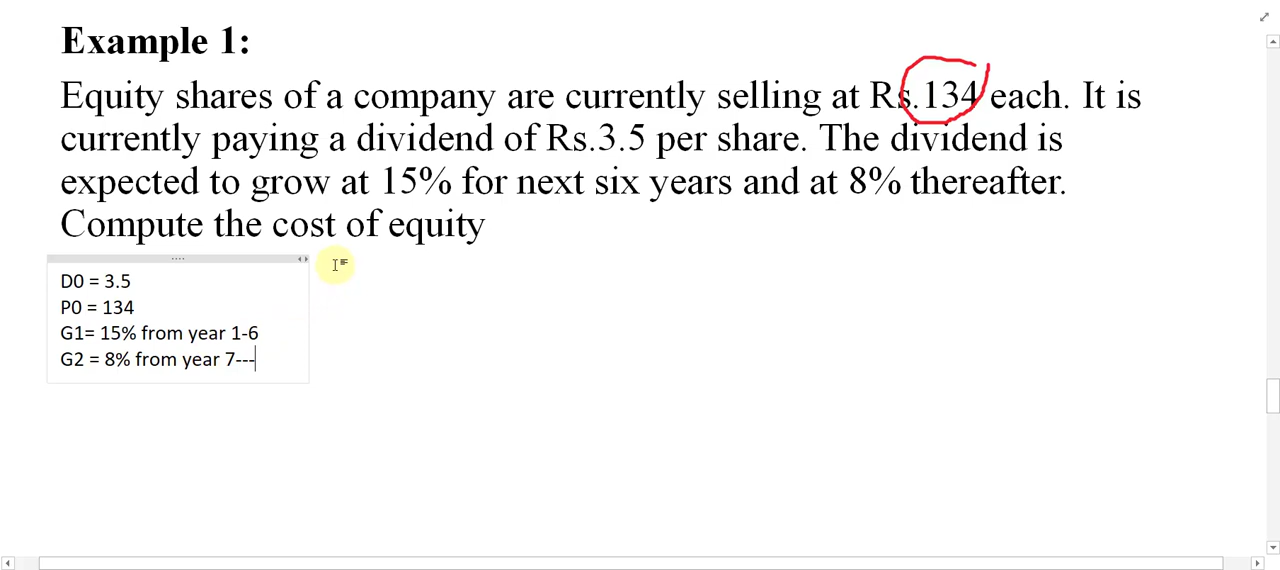 Example 1:
Equity shares of a company are currently selling at Rs.134 each. It is
currently paying a dividend of Rs.3.5 per share. The dividend is
expected to grow at 15% for next six years and at 8% thereafter.
Compute the cost of equity
D0 = 3.5
P0 = 134
G1= 15% from year 1-6
G2 = 8% from year 7---